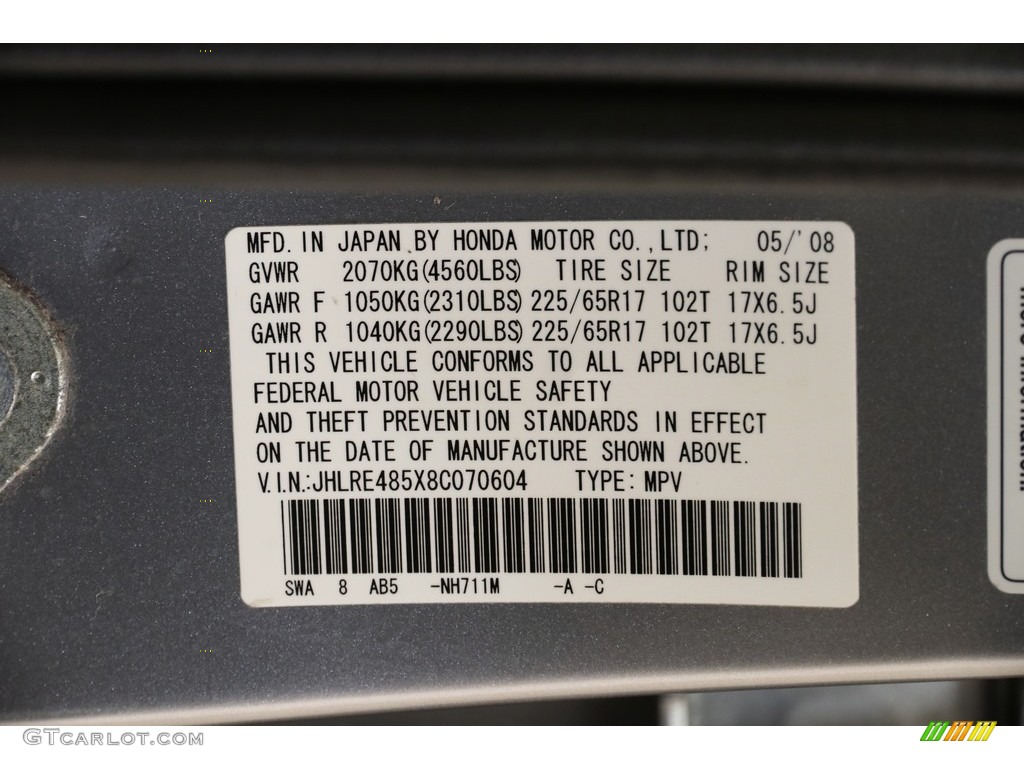 MFD. IN JAPAN BY HONDA MOTOR CO.,LTD; 05/'08
GVWR 2070KG(4560LBS) TIRE SIZE RIM SIZE
GAWR F 1050KG(2310LBS) 225/65R17 102T 17X6.5J
GAWR R 1040KG(2290LBS) 225/65R17 102T 17X6.5J
THIS VEHICLE CONFORMS TO ALL APPLICABLE
FEDERAL MOTOR VEHICLE SAFETY
AND THEFT PREVENTION STANDARDS IN EFFECT
ON THE DATE OF MANUFACTURE SHOWN ABOVE.
V.I.N.:JHLRE485X8C070604 TYPE: MPV
SWA 8 AB5 -NH711M -A -C
GTCarlot.com